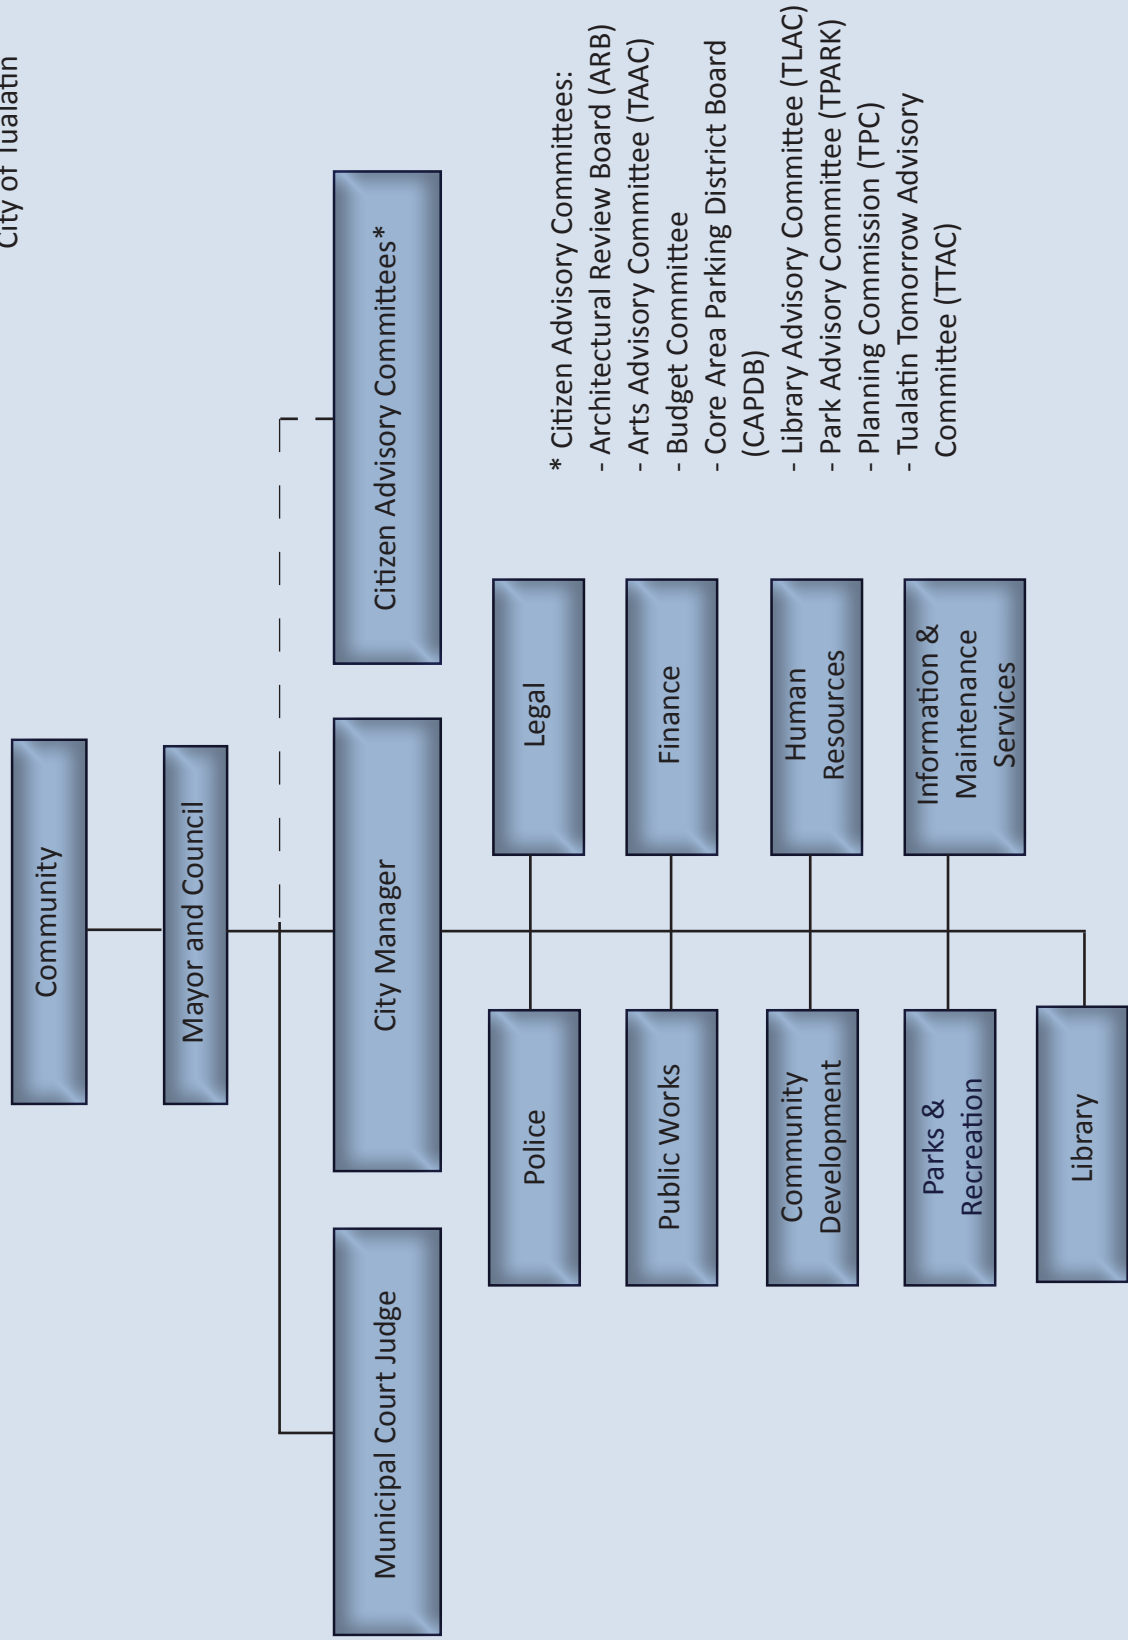 City of Tualatin
Community
Mayor and Council
Municipal Court Judge
City Manager
Citizen Advisory Committees*
Police
Legal
Public Works
Finance
Community
Development
Human
Resources
Parks &
Recreation
Information &
Maintenance
Services
Library
* Citizen Advisory Committees:
- Architectural Review Board (ARB)
- Arts Advisory Committee (TAAC)
- Budget Committee
- Core Area Parking District Board
(CAPDB)
- Library Advisory Committee (TLAC)
- Park Advisory Committee (TPARK)
- Planning Commission (TPC)
- Tualatin Tomorrow Advisory
Committee (TTAC)